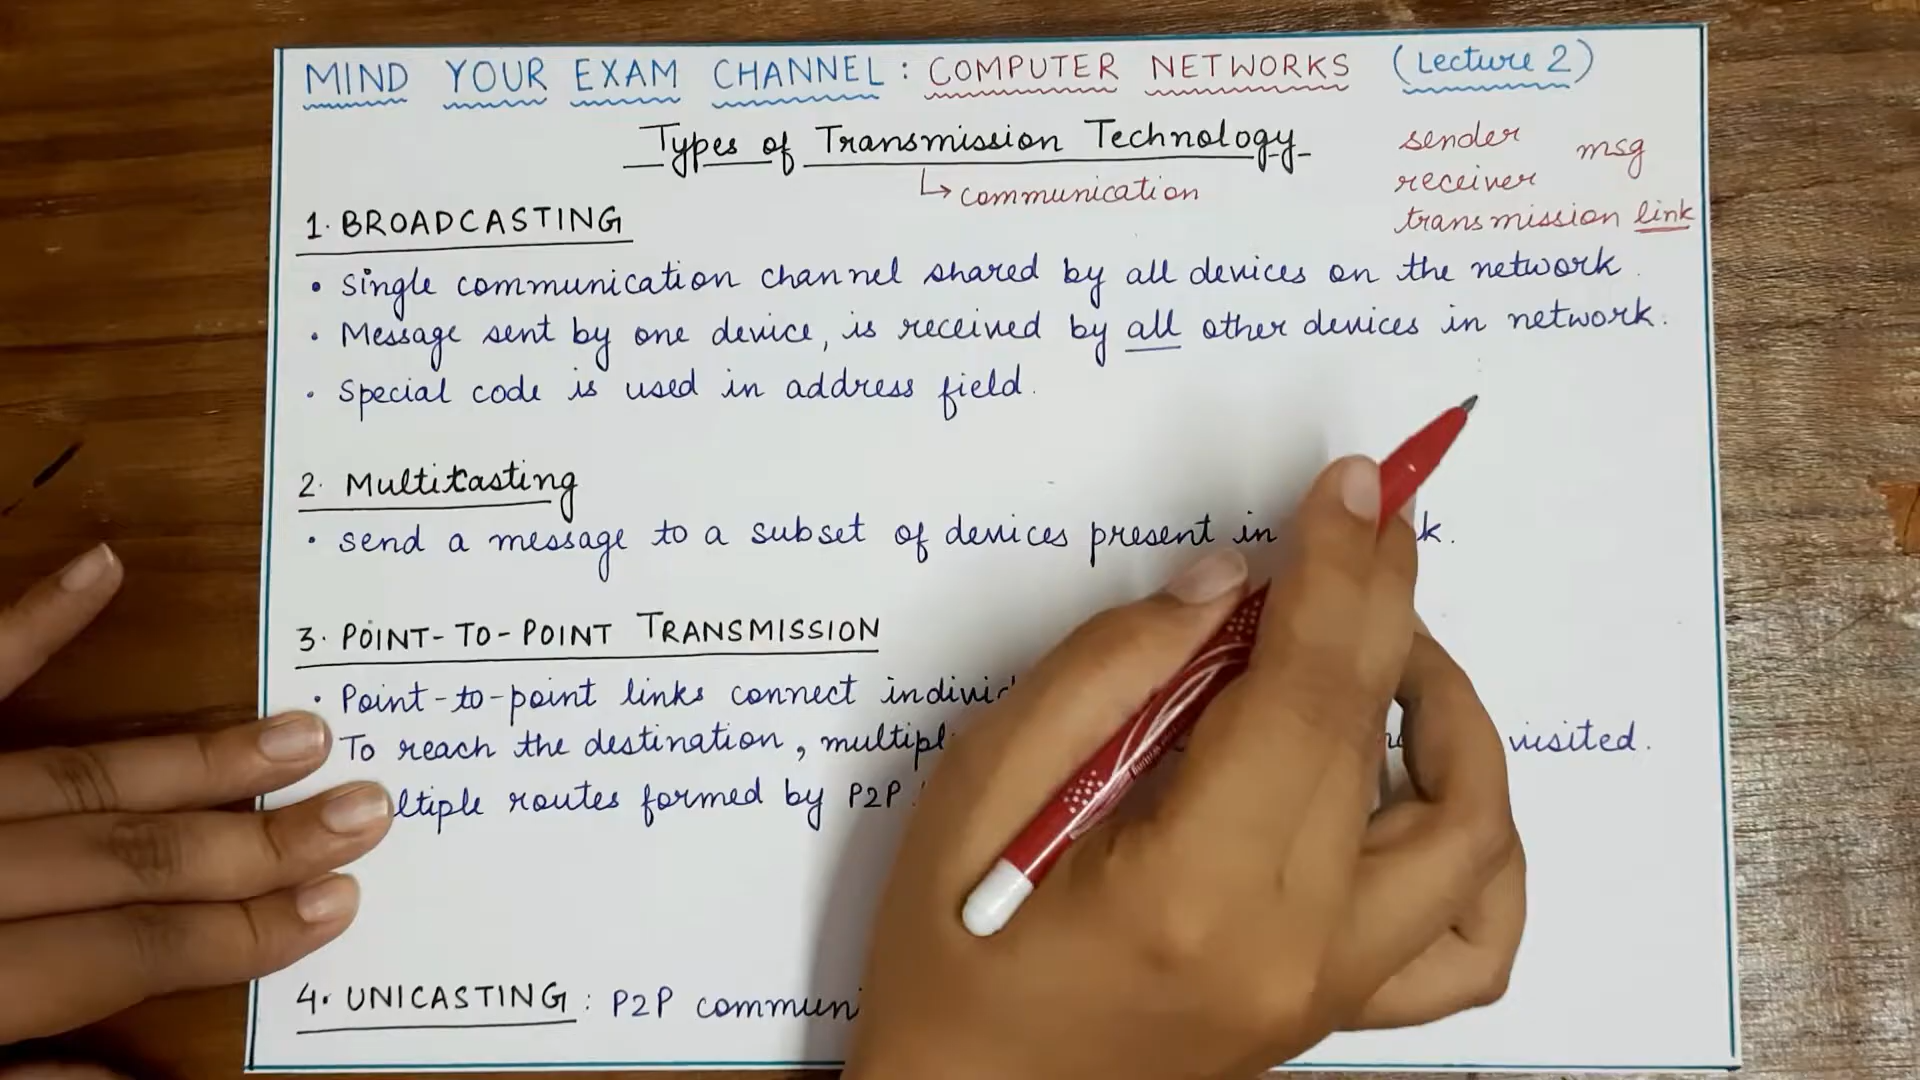 MIND YOUR EXAM CHANNEL : COMPUTER NETWORKS (Lecture 2)
Types of Transmission Technology
↳ communication
sender msg
receiver
transmission link
1. BROADCASTING
• Single communication channel shared by all devices on the network.
• Message sent by one device, is received by all other devices in network.
• Special code is used in address field.
2. Multicasting
• send a message to a subset of devices present in
3. POINT-TO-POINT TRANSMISSION
• Point-to-point links connect
To reach the destination, visited.
routes formed by P2P
4. UNICASTING : P2P